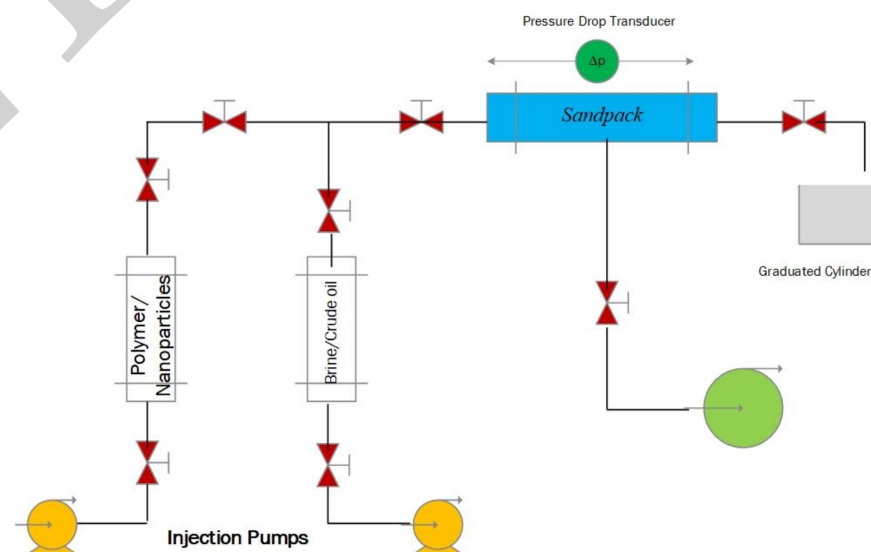 Pressure Drop Transducer
Δp
Sandpack
Polymer/
Nanoparticles
Brine/Crude oil
Graduated Cylinder
Injection Pumps